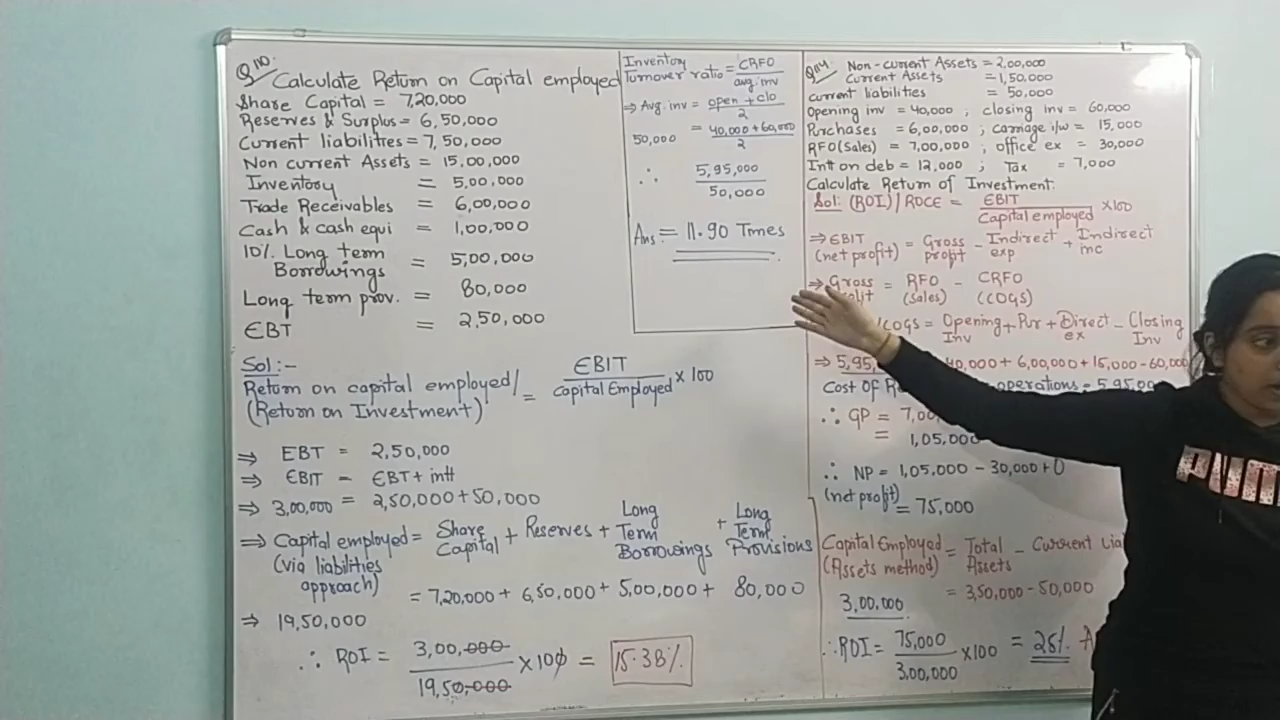 Q110.
Calculate Return on Capital employed
Share Capital = 7,20,000
Reserves & Surplus = 6,50,000
Current liabilities = 7,50,000
Non current Assets = 15,00,000
Inventory = 5,00,000
Trade Receivables = 6,00,000
Cash & cash equi = 1,00,000
10% Long term
Borrowings = 5,00,000
Long term prov. = 80,000
EBT = 2,50,000
Sol:-
Return on capital employed/
(Return on Investment) = EBIT / Capital Employed × 100
⇒ EBT = 2,50,000
⇒ EBIT = EBT + intt
⇒ 3,00,000 = 2,50,000 + 50,000
⇒ Capital employed = Share Capital + Reserves + Long Term Borrowings + Long Term Provisions
(via liabilities
approach)
= 7,20,000 + 6,50,000 + 5,00,000 + 80,000
⇒ 19,50,000
∴ ROI = 3,00,000 / 19,50,000 × 100 = 15.38%
Inventory
Turnover ratio = CRFO / avg. inv
⇒ Avg. inv = open + clo / 2
50,000 = 40,000 + 60,000 / 2
∴ 5,95,000 / 50,000
Ans = 11.90 Times
Non-current Assets = 2,00,000
Current Assets = 1,50,000
current liabilities = 50,000
Opening inv = 40,000 ; closing inv = 60,000
Purchases = 6,00,000 ; carriage i/w = 15,000
RFO (Sales) = 7,00,000 ; office ex = 30,000
Intt on deb = 12,000 ; Tax = 7,000
Calculate Return of Investment.
Sol: (ROI) / ROCE = EBIT / Capital employed × 100
⇒ EBIT
(net profit) = Gross profit - Indirect exp + Indirect inc
⇒ Gross = RFO (Sales) - CRFO (COGS)
/COGS = Opening Inv + Pur + Direct ex - Closing Inv
⇒ 40,000 + 6,00,000 + 15,000 - 60,000
Cost Of operations =
∴ GP =
= 1,05,000
∴ NP = 1,05,000 - 30,000 + 0
(net profit)
= 75,000
Capital Employed = Total Assets - Current
(Assets method)
= 3,50,000 - 50,000
3,00,000
∴ ROI = 75,000 / 3,00,000 × 100 = 25%